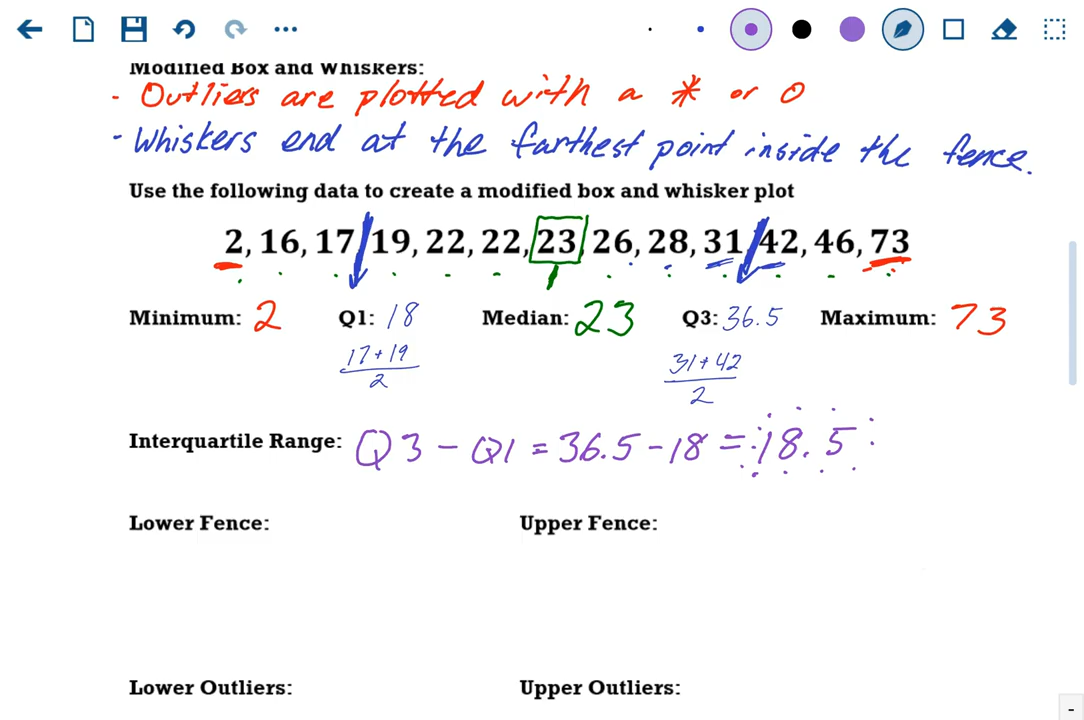 Modified Box and Whiskers:
- Outliers are plotted with a * or O
- Whiskers end at the farthest point inside the fence.
Use the following data to create a modified box and whisker plot
2, 16, 17, 19, 22, 22, 23, 26, 28, 31, 42, 46, 73
Minimum: 2 Q1: 18 Median: 23 Q3: 36.5 Maximum: 73
17+19 31+42
2 2
Interquartile Range: Q3 - Q1 = 36.5 - 18 = 18.5
Lower Fence: Upper Fence:
Lower Outliers: Upper Outliers: